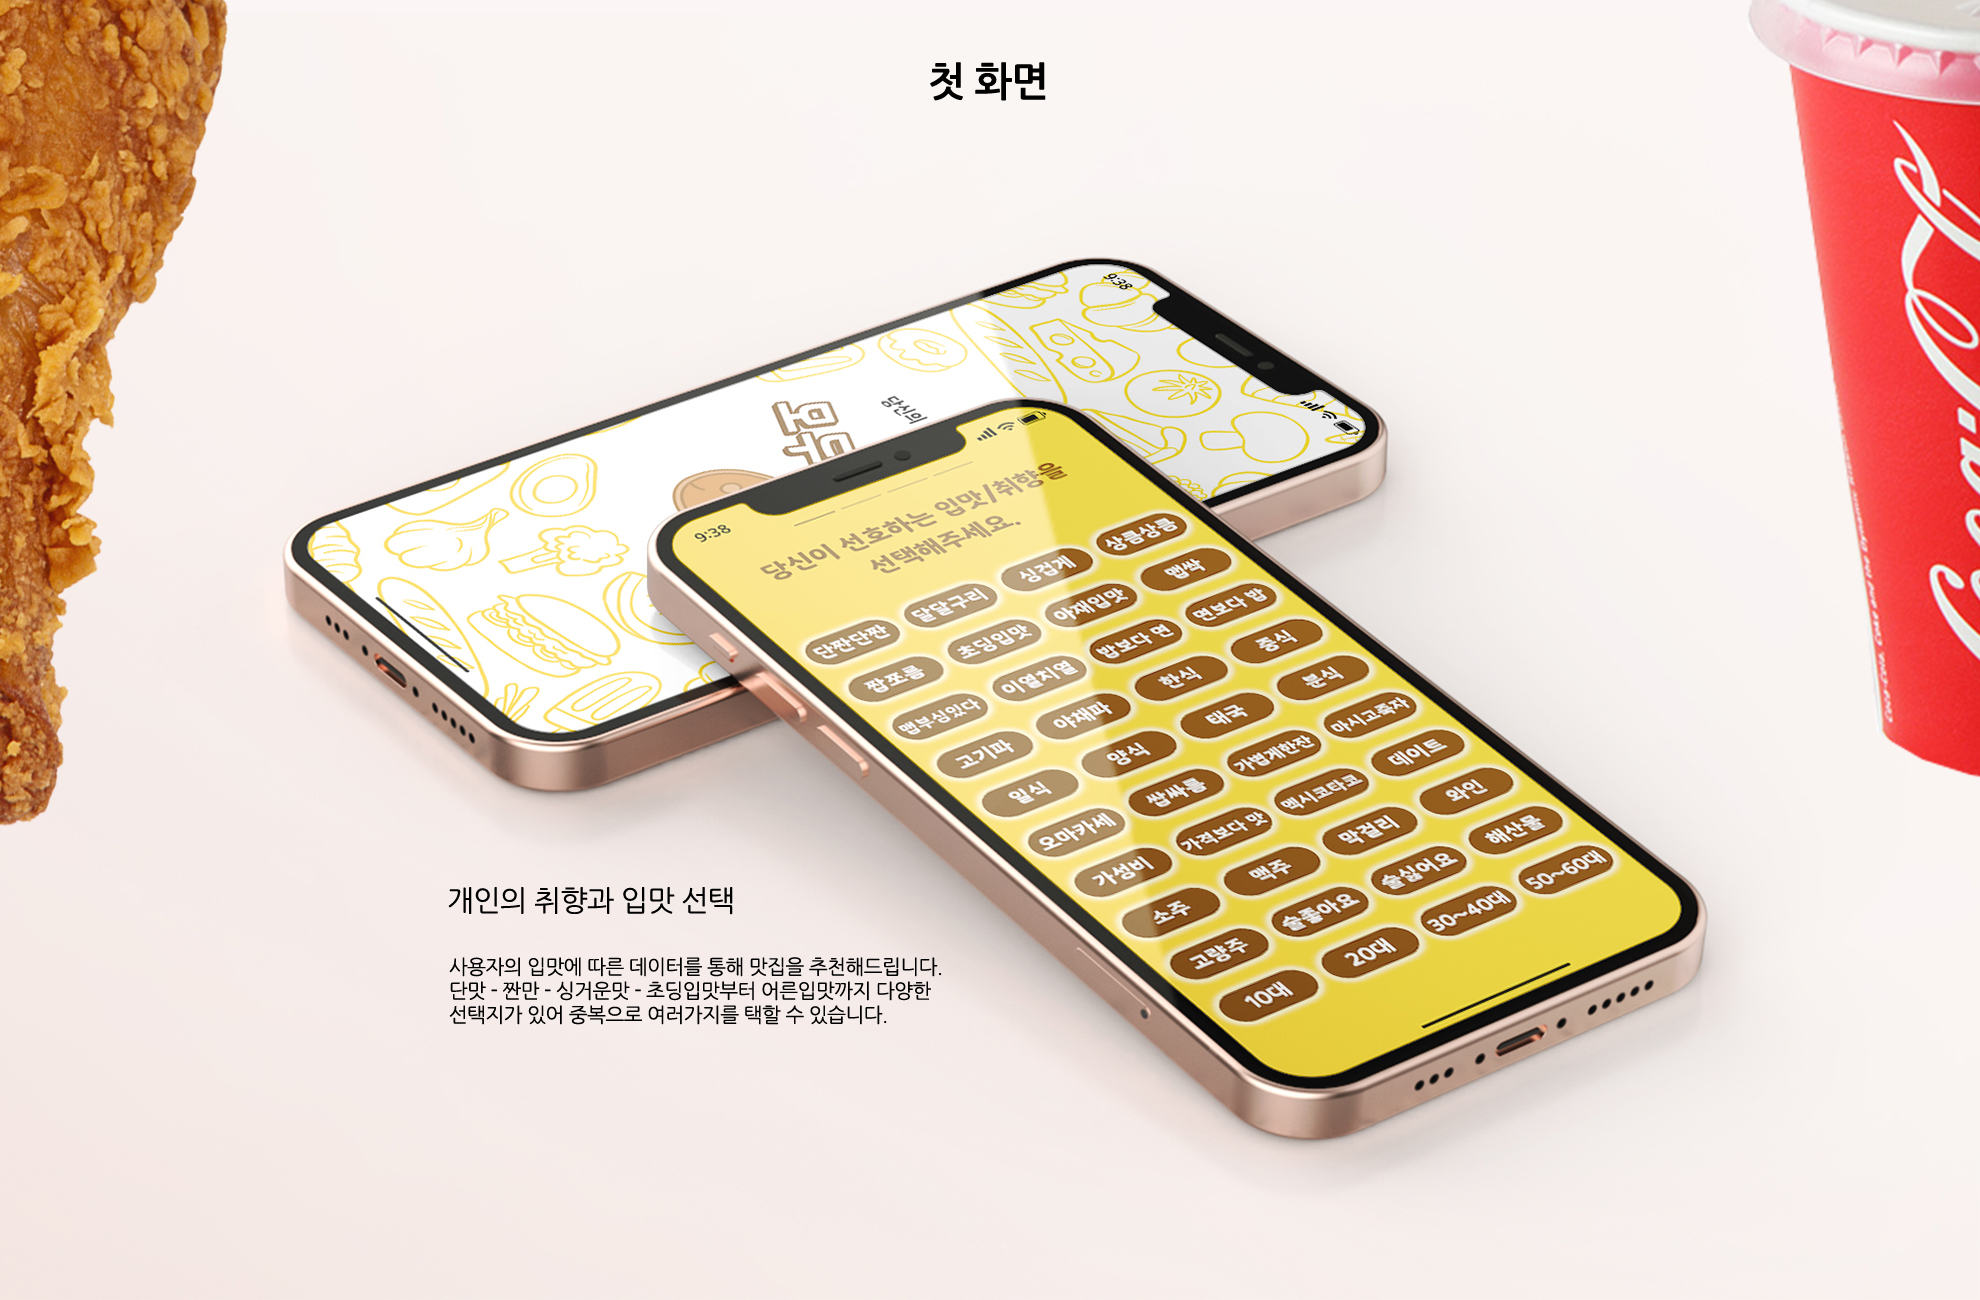 첫 화면
9:38
당신의
9:38
당신이 선호하는 입맛/취향을
선택해주세요.
단짠단짠 달달구리 싱겁게 상큼상큼
짭쪼름 초딩입맛 아재입맛 맵싹
맵부심있다 이열치열 밥보다 면 면보다 밥
고기파 야채파 한식 중식
일식 양식 태국 분식
오마카세 쌉싸름 가볍게한잔 마시고죽자
가성비 가격보다 맛 멕시코타코 데이트
소주 맥주 막걸리 와인
고량주 술좋아요 술싫어요 해산물
10대 20대 30~40대 50~60대
개인의 취향과 입맛 선택
사용자의 입맛에 따른 데이터를 통해 맛집을 추천해드립니다.
단맛 - 짠만 - 싱거운맛 - 초딩입맛부터 어른입맛까지 다양한
선택지가 있어 중복으로 여러가지를 택할 수 있습니다.